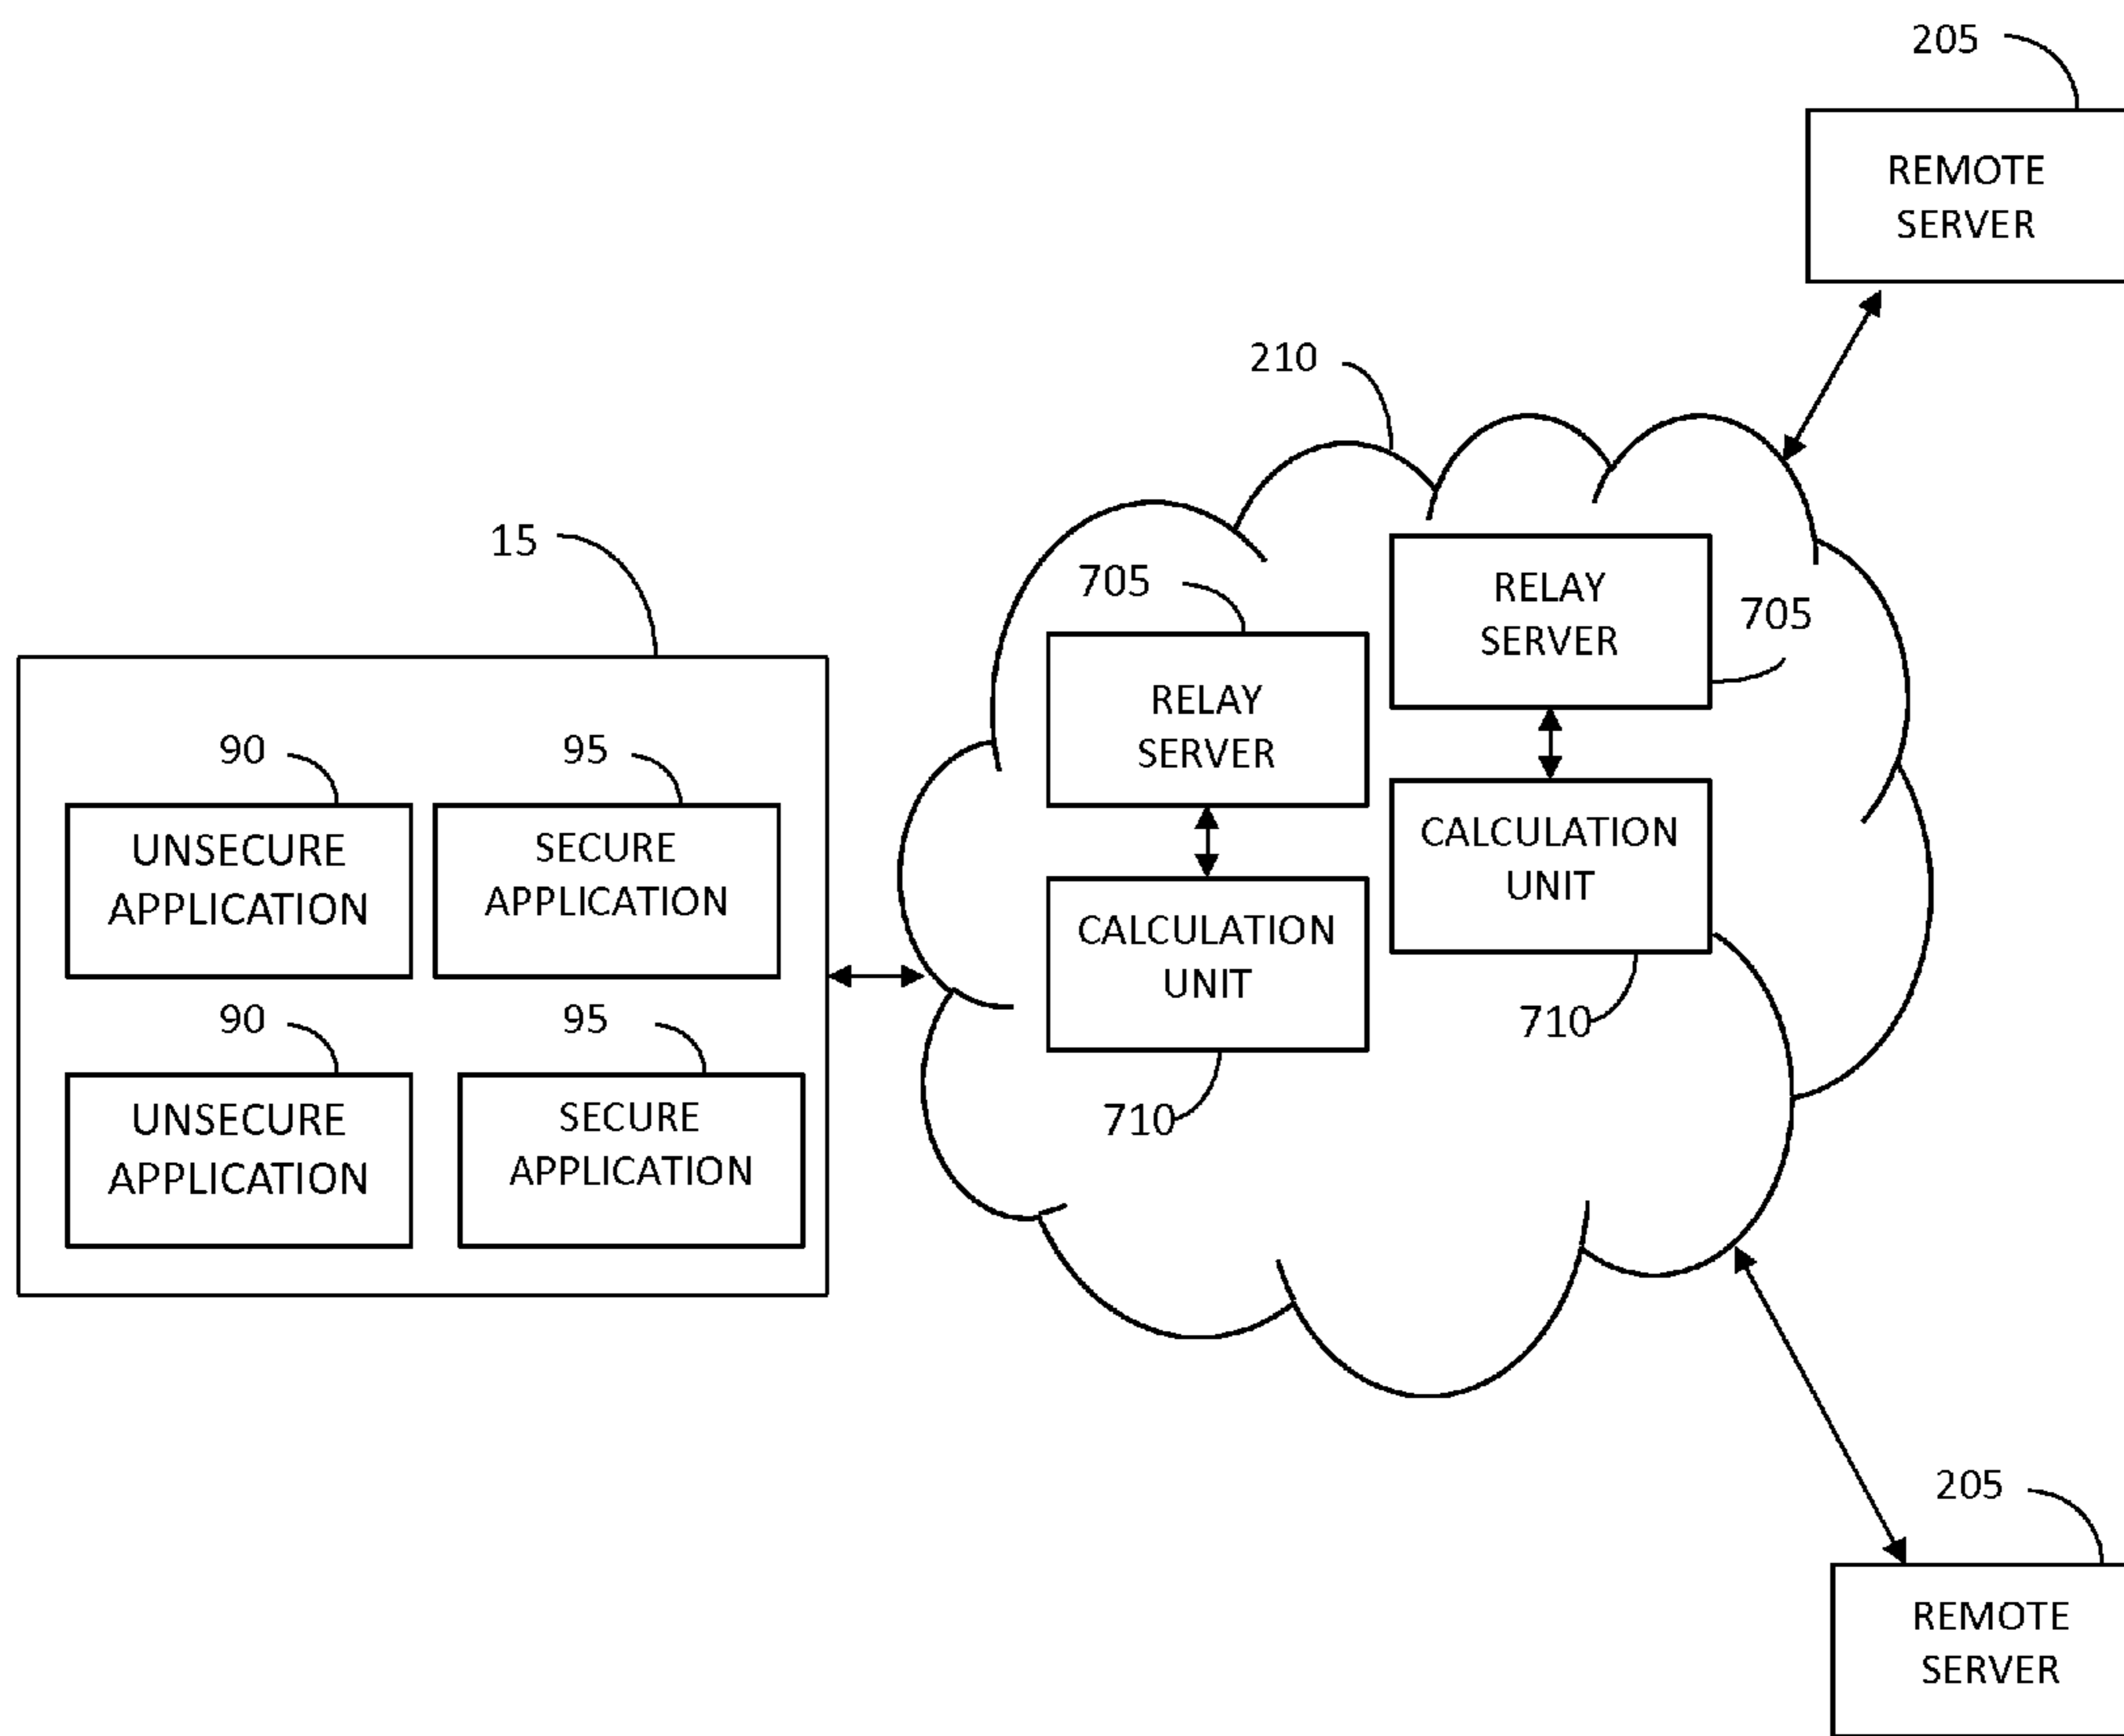 205
REMOTE
SERVER
210
15
705
RELAY
SERVER
705
RELAY
SERVER
90
95
UNSECURE
APPLICATION
SECURE
APPLICATION
CALCULATION
UNIT
CALCULATION
UNIT
710
710
90
95
UNSECURE
APPLICATION
SECURE
APPLICATION
205
REMOTE
SERVER